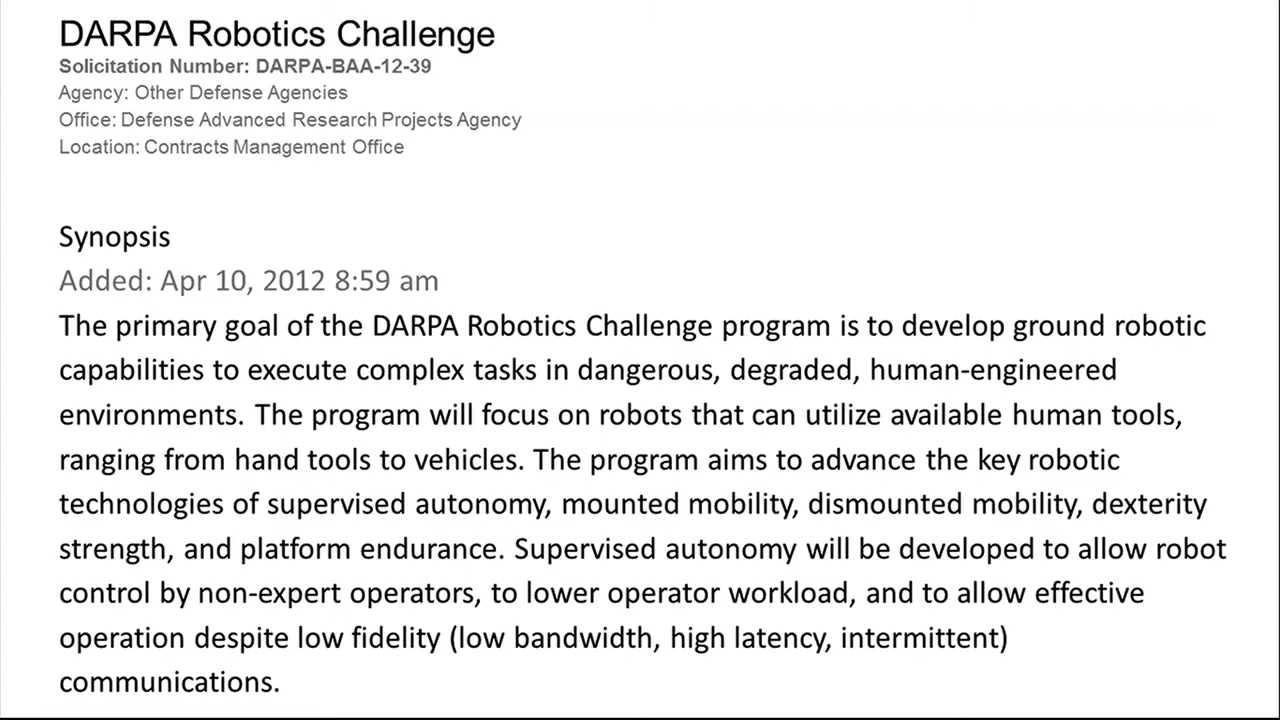 DARPA Robotics Challenge
Solicitation Number: DARPA-BAA-12-39
Agency: Other Defense Agencies
Office: Defense Advanced Research Projects Agency
Location: Contracts Management Office
Synopsis
Added: Apr 10, 2012 8:59 am
The primary goal of the DARPA Robotics Challenge program is to develop ground robotic
capabilities to execute complex tasks in dangerous, degraded, human-engineered
environments. The program will focus on robots that can utilize available human tools,
ranging from hand tools to vehicles. The program aims to advance the key robotic
technologies of supervised autonomy, mounted mobility, dismounted mobility, dexterity
strength, and platform endurance. Supervised autonomy will be developed to allow robot
control by non-expert operators, to lower operator workload, and to allow effective
operation despite low fidelity (low bandwidth, high latency, intermittent)
communications.